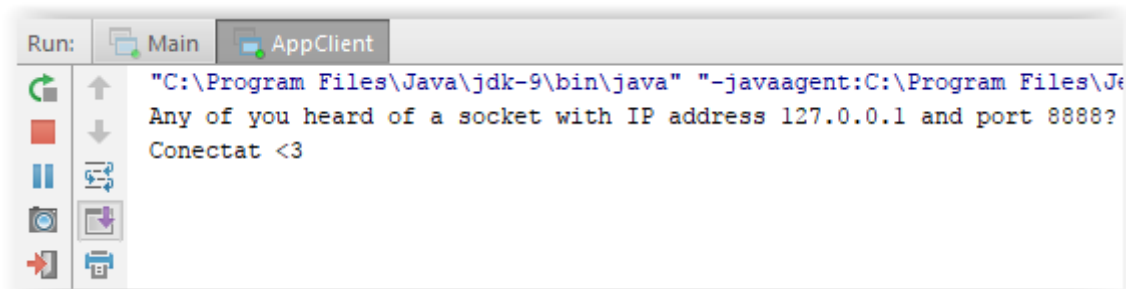 Run: Main AppClient
"C:\Program Files\Java\jdk-9\bin\java" "-javaagent:C:\Program Files\Je
Any of you heard of a socket with IP address 127.0.0.1 and port 8888?
Conectat <3